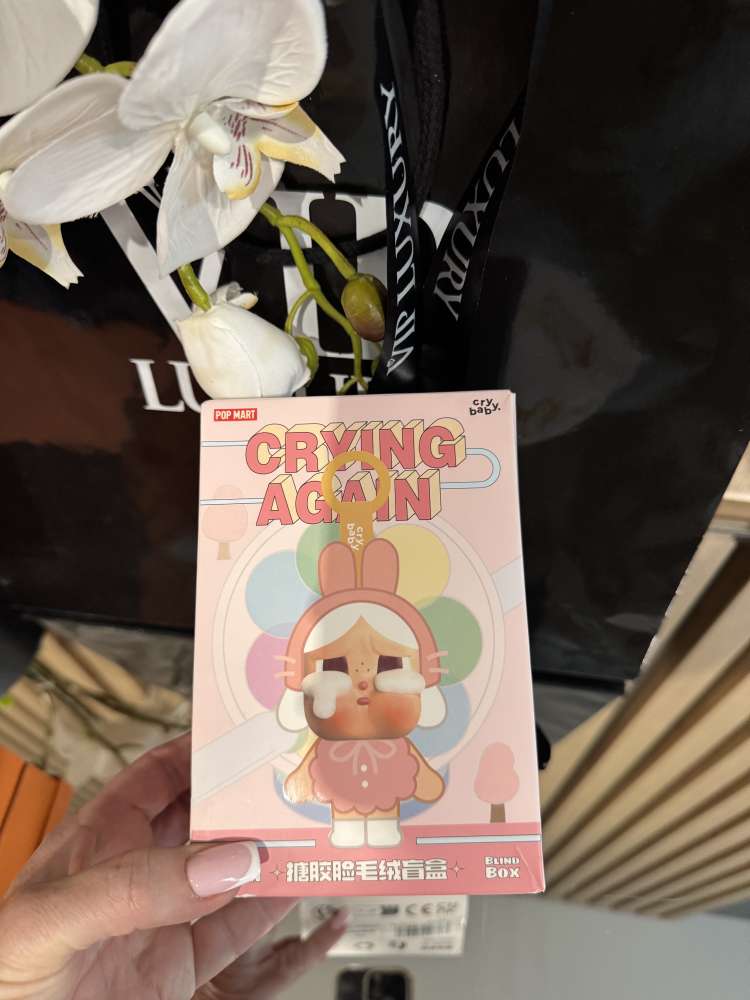 LUXURY
LUXURY
VIP LUXURY
POP MART
cry
baby.
CRYING
AGAIN
cry
baby
搪胶脸毛绒盲盒
BLIND
BOX